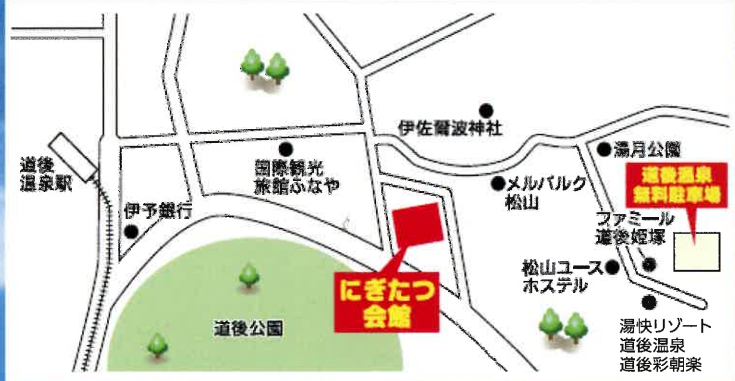 道後
温泉駅
伊予銀行
国際観光
旅館ふなや
伊佐爾波神社
湯月公園
道後温泉
無料駐車場
メルパルク
松山
ファミール
道後姫塚
にぎたつ
会館
松山ユース
ホステル
道後公園
湯快リゾート
道後温泉
道後彩朝楽